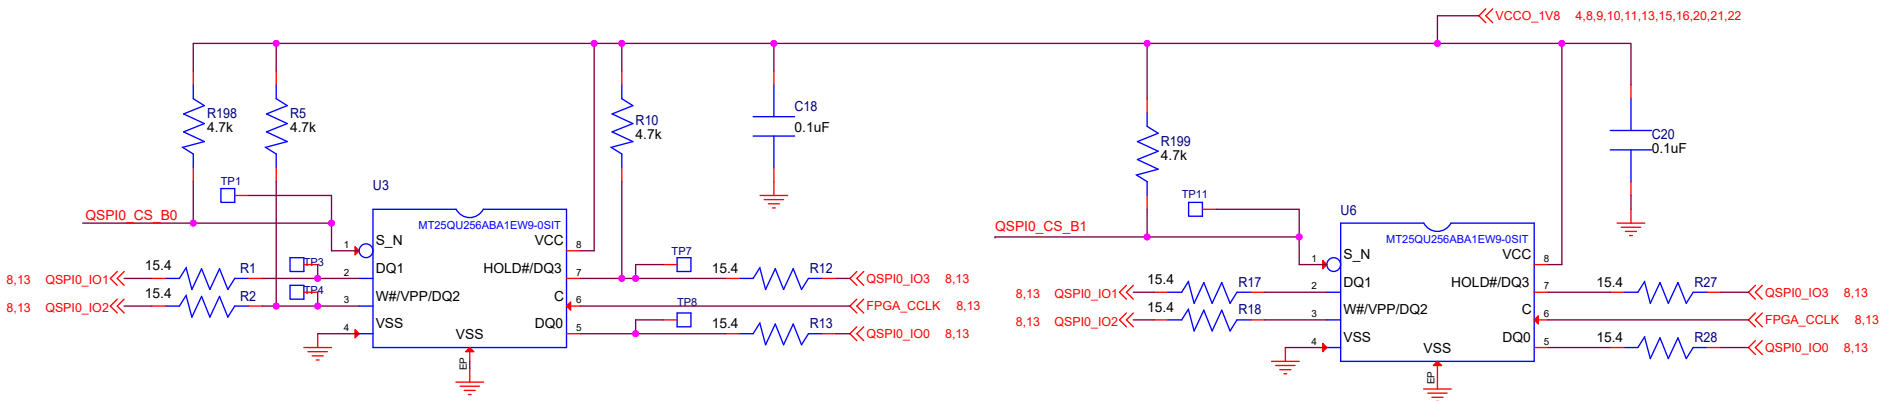 VCCO_1V8 4,8,9,10,11,13,15,16,20,21,22
R198
4.7k
R5
4.7k
R10
4.7k
C18
0.1uF
R199
4.7k
C20
0.1uF
TP1
U3
QSPI0_CS_B0
MT25QU256ABA1EW9-0SIT
1
S_N
VCC
8
TP3
TP7
8,13 QSPI0_IO1
15.4
R1
2
DQ1
HOLD#/DQ3
7
15.4
R12
QSPI0_IO3 8,13
TP4
8,13 QSPI0_IO2
15.4
R2
3
W#/VPP/DQ2
C
6
FPGA_CCLK 8,13
TP8
4
VSS
VSS
DQ0
5
15.4
R13
QSPI0_IO0 8,13
EP
TP11
U6
QSPI0_CS_B1
MT25QU256ABA1EW9-0SIT
1
S_N
VCC
8
8,13 QSPI0_IO1
15.4
R17
2
DQ1
HOLD#/DQ3
7
15.4
R27
QSPI0_IO3 8,13
8,13 QSPI0_IO2
15.4
R18
3
W#/VPP/DQ2
C
6
FPGA_CCLK 8,13
4
VSS
VSS
DQ0
5
15.4
R28
QSPI0_IO0 8,13
EP